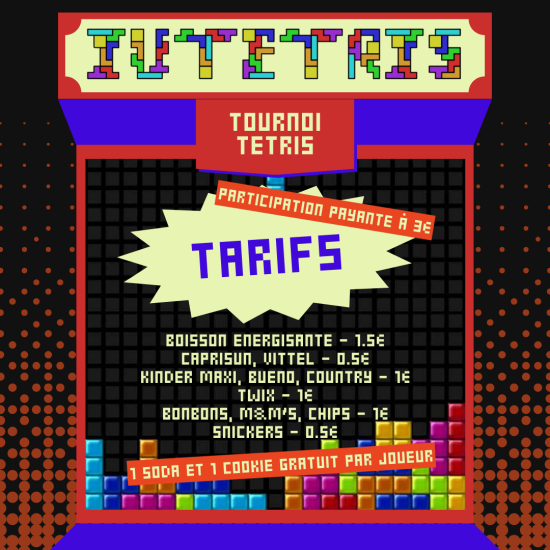 IUTETRIS
TOURNOI
TETRIS
PARTICIPATION PAYANTE À 3€
TARIFS
BOISSON ENERGISANTE - 1.5€
CAPRISUN, VITTEL - 0.5€
KINDER MAXI, BUENO, COUNTRY - 1€
TWIX - 1€
BONBONS, M&M'S, CHIPS - 1€
SNICKERS - 0.5€
1 SODA ET 1 COOKIE GRATUIT PAR JOUEUR